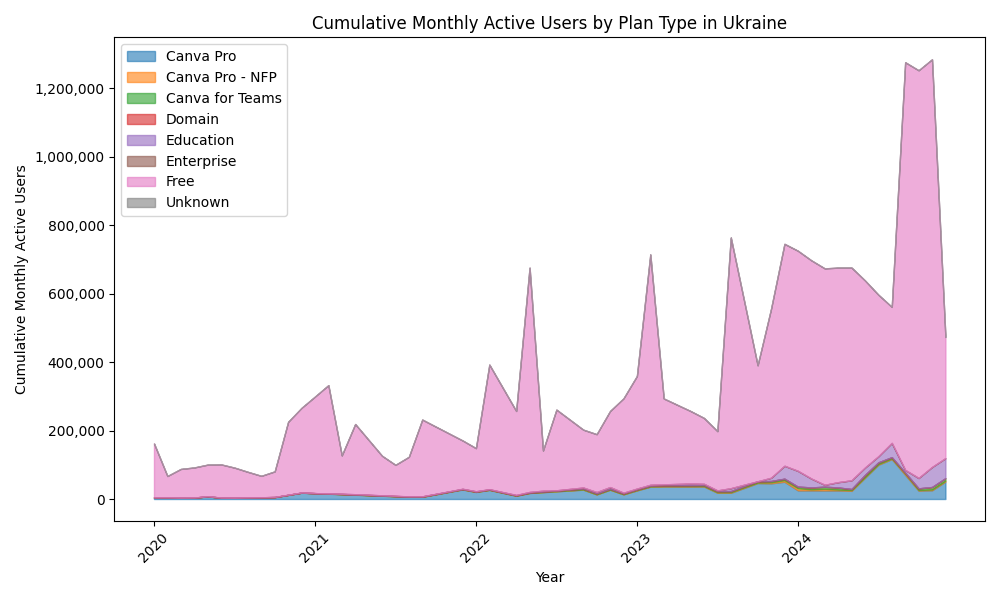 Cumulative Monthly Active Users by Plan Type in Ukraine
Canva Pro
Canva Pro - NFP
Canva for Teams
Domain
Education
Enterprise
Free
Unknown
1,200,000
1,000,000
800,000
600,000
400,000
200,000
0
Cumulative Monthly Active Users
2020
2021
2022
2023
2024
Year